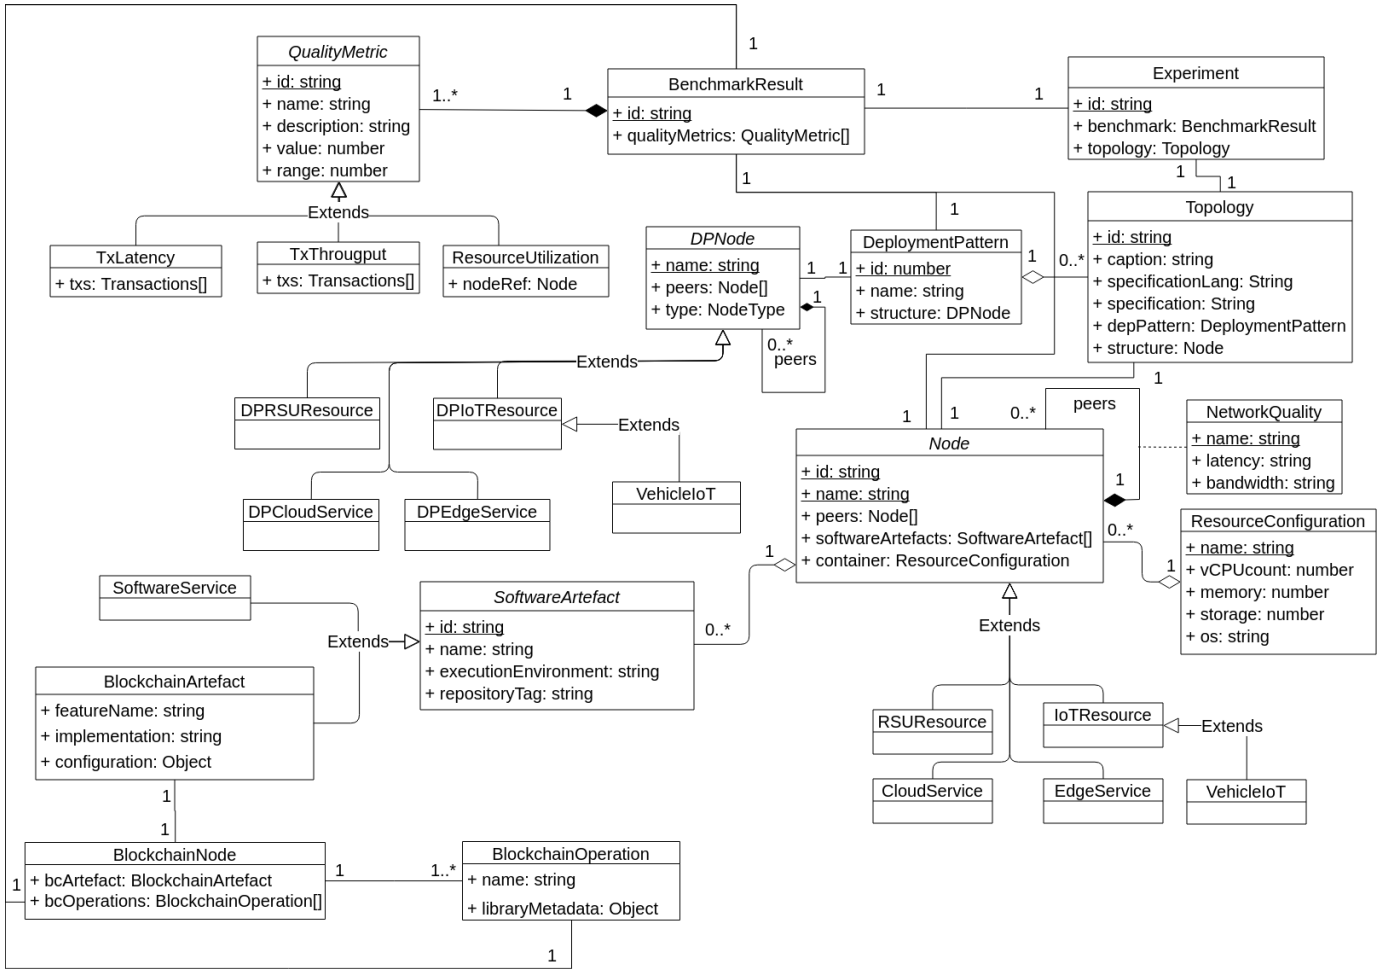 1
QualityMetric
+ id: string
+ name: string
+ description: string
+ value: number
+ range: number
1..*
1
BenchmarkResult
+ id: string
+ qualityMetrics: QualityMetric[]
1
1
Experiment
+ id: string
+ benchmark: BenchmarkResult
+ topology: Topology
1
1
1
1
Topology
+ id: string
+ caption: string
+ specificationLang: String
+ specification: String
+ depPattern: DeploymentPattern
+ structure: Node
Extends
TxLatency
+ txs: Transactions[]
TxThrougput
+ txs: Transactions[]
ResourceUtilization
+ nodeRef: Node
DPNode
+ name: string
+ peers: Node[]
+ type: NodeType
1
1
1
0..*
peers
DeploymentPattern
+ id: number
+ name: string
+ structure: DPNode
1
0..*
Extends
DPRSUResource
DPIoTResource
Extends
DPCloudService
DPEdgeService
VehicleIoT
1
1
1
0..*
peers
NetworkQuality
+ name: string
+ latency: string
+ bandwidth: string
Node
+ id: string
+ name: string
+ peers: Node[]
+ softwareArtefacts: SoftwareArtefact[]
+ container: ResourceConfiguration
1
0..*
1
ResourceConfiguration
+ name: string
+ vCPUcount: number
+ memory: number
+ storage: number
+ os: string
1
0..*
SoftwareService
Extends
SoftwareArtefact
+ id: string
+ name: string
+ executionEnvironment: string
+ repositoryTag: string
Extends
BlockchainArtefact
+ featureName: string
+ implementation: string
+ configuration: Object
RSUResource
IoTResource
Extends
CloudService
EdgeService
VehicleIoT
1
1
BlockchainNode
+ bcArtefact: BlockchainArtefact
+ bcOperations: BlockchainOperation[]
1
1
1..*
BlockchainOperation
+ name: string
+ libraryMetadata: Object
1